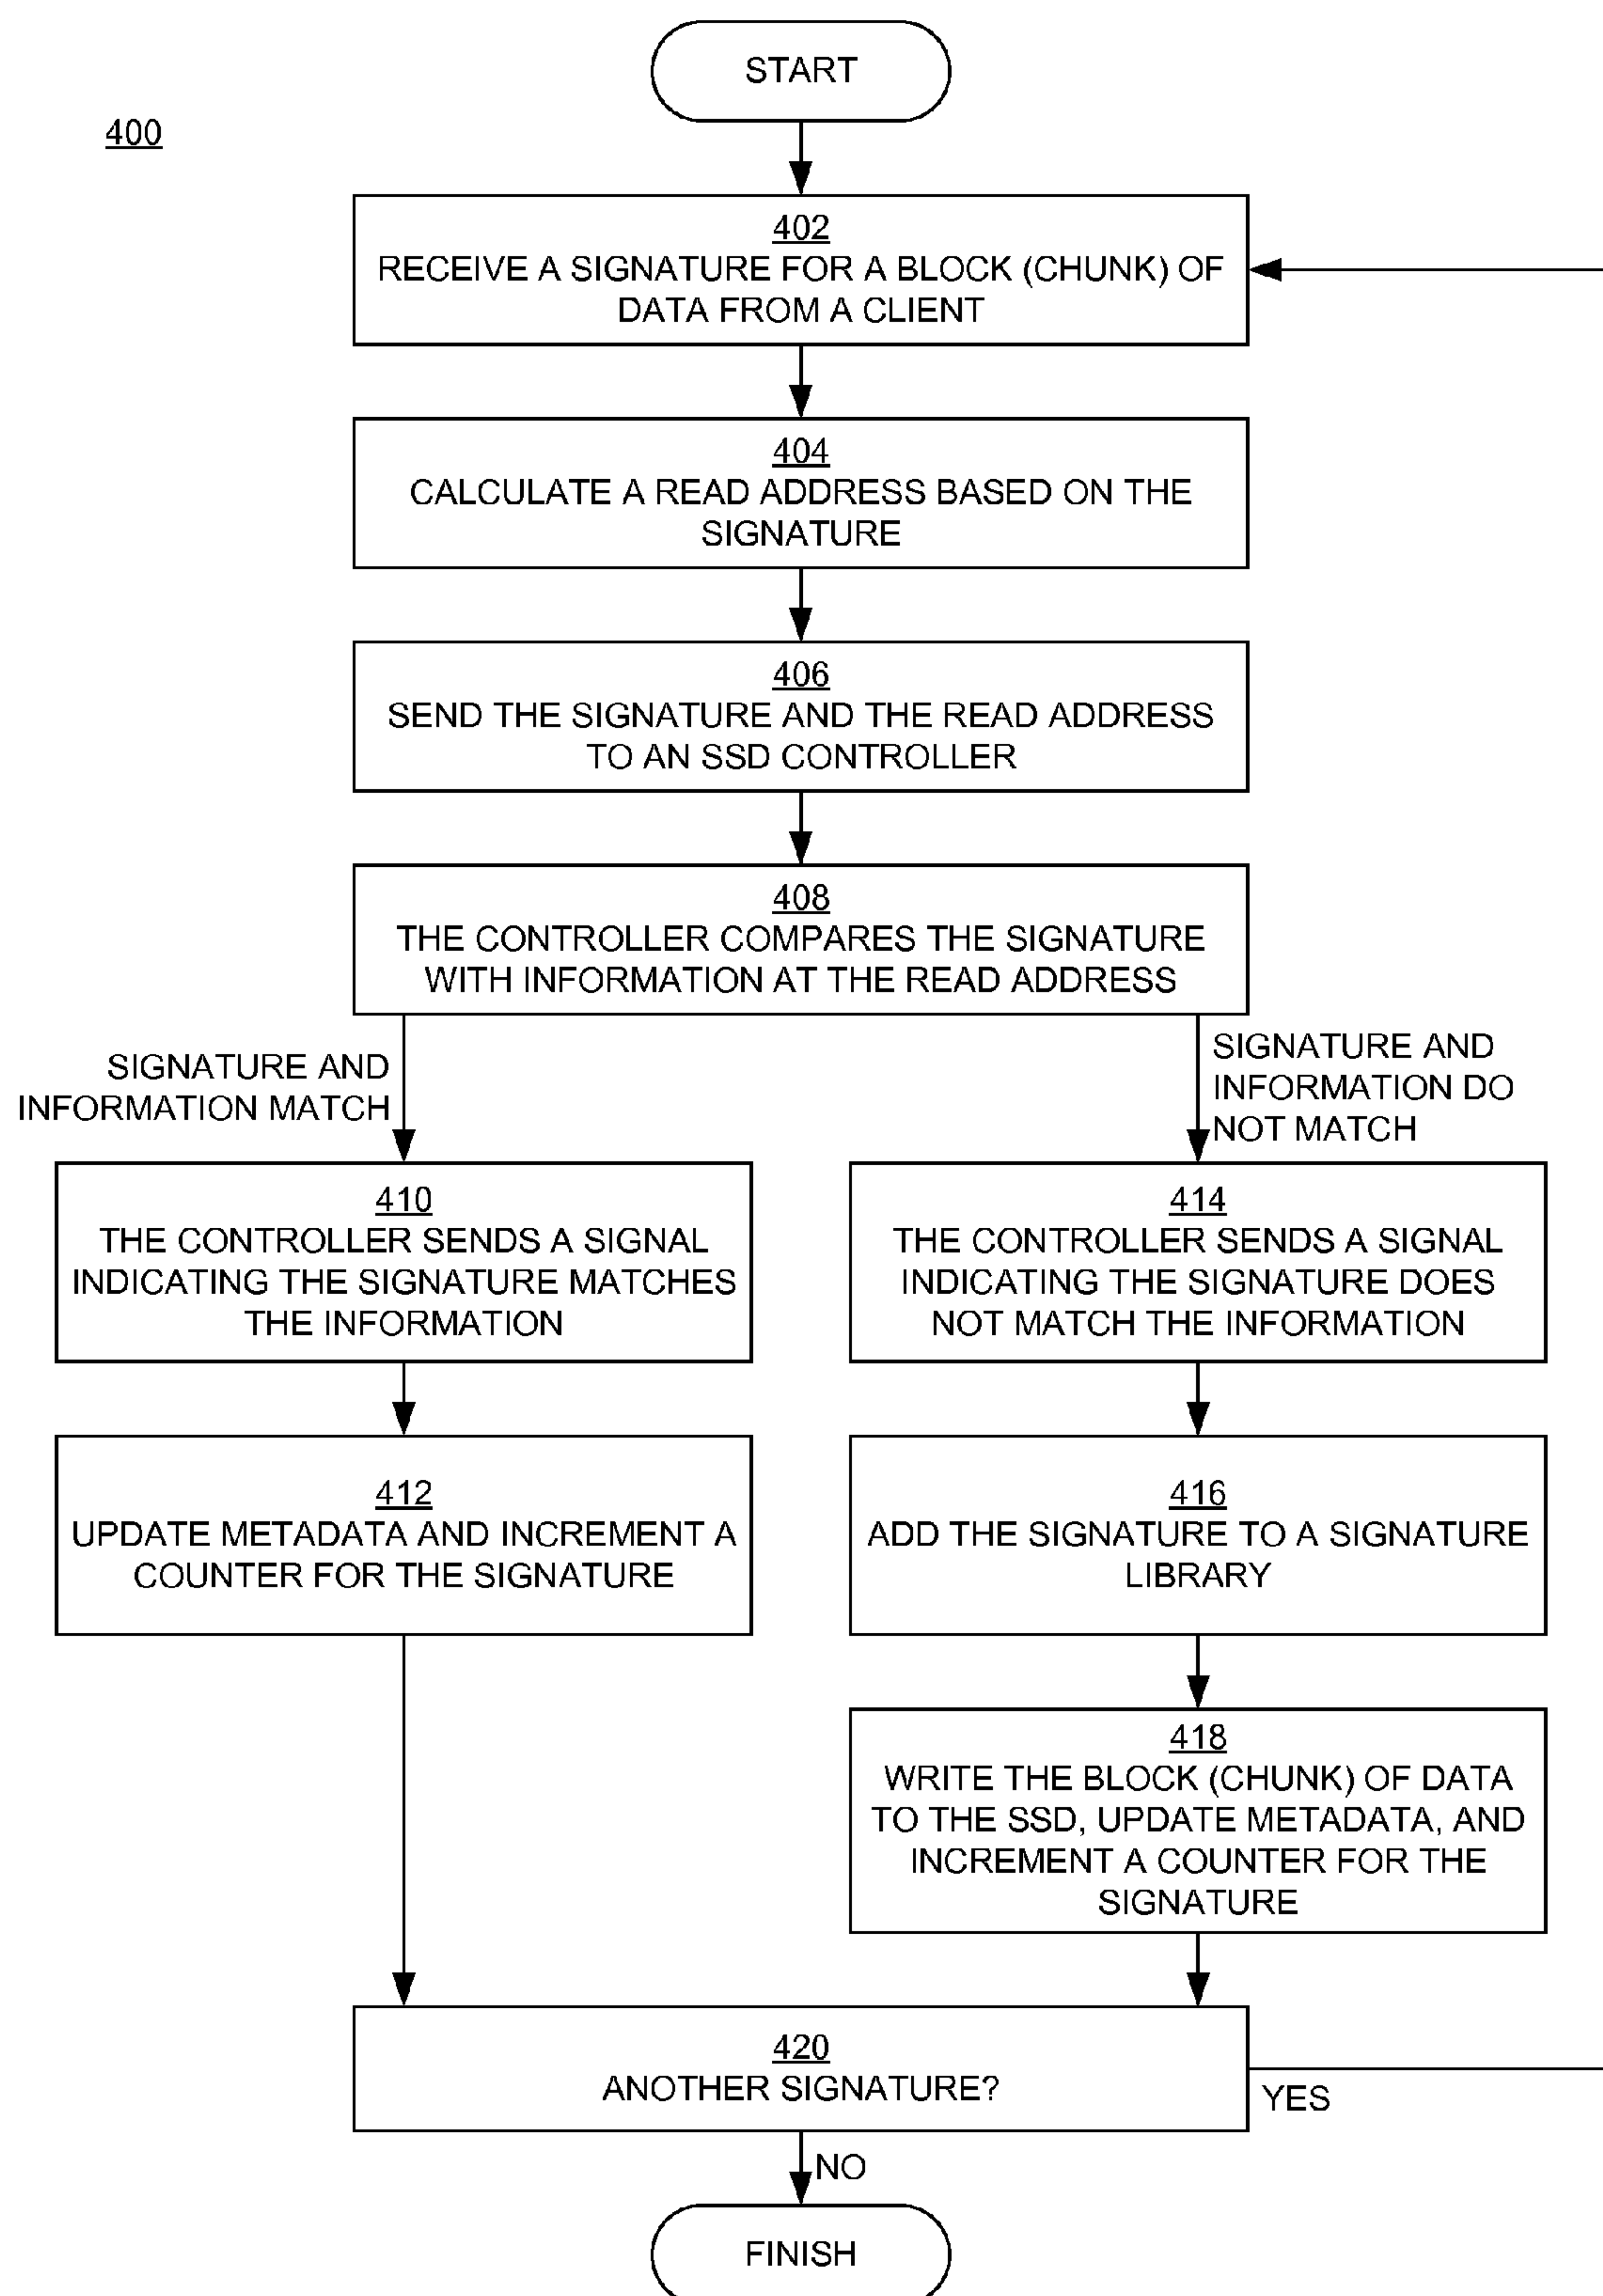 START
400
402
RECEIVE A SIGNATURE FOR A BLOCK (CHUNK) OF
DATA FROM A CLIENT
404
CALCULATE A READ ADDRESS BASED ON THE
SIGNATURE
406
SEND THE SIGNATURE AND THE READ ADDRESS
TO AN SSD CONTROLLER
408
THE CONTROLLER COMPARES THE SIGNATURE
WITH INFORMATION AT THE READ ADDRESS
SIGNATURE AND
INFORMATION MATCH
SIGNATURE AND
INFORMATION DO
NOT MATCH
410
THE CONTROLLER SENDS A SIGNAL
INDICATING THE SIGNATURE MATCHES
THE INFORMATION
414
THE CONTROLLER SENDS A SIGNAL
INDICATING THE SIGNATURE DOES
NOT MATCH THE INFORMATION
412
UPDATE METADATA AND INCREMENT A
COUNTER FOR THE SIGNATURE
416
ADD THE SIGNATURE TO A SIGNATURE
LIBRARY
418
WRITE THE BLOCK (CHUNK) OF DATA
TO THE SSD, UPDATE METADATA, AND
INCREMENT A COUNTER FOR THE
SIGNATURE
420
ANOTHER SIGNATURE?
YES
NO
FINISH